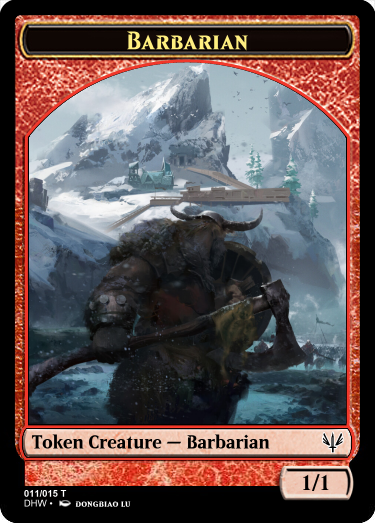 Barbarian
Token Creature — Barbarian
1/1
011/015 T
DHW • Dongbiao Lu